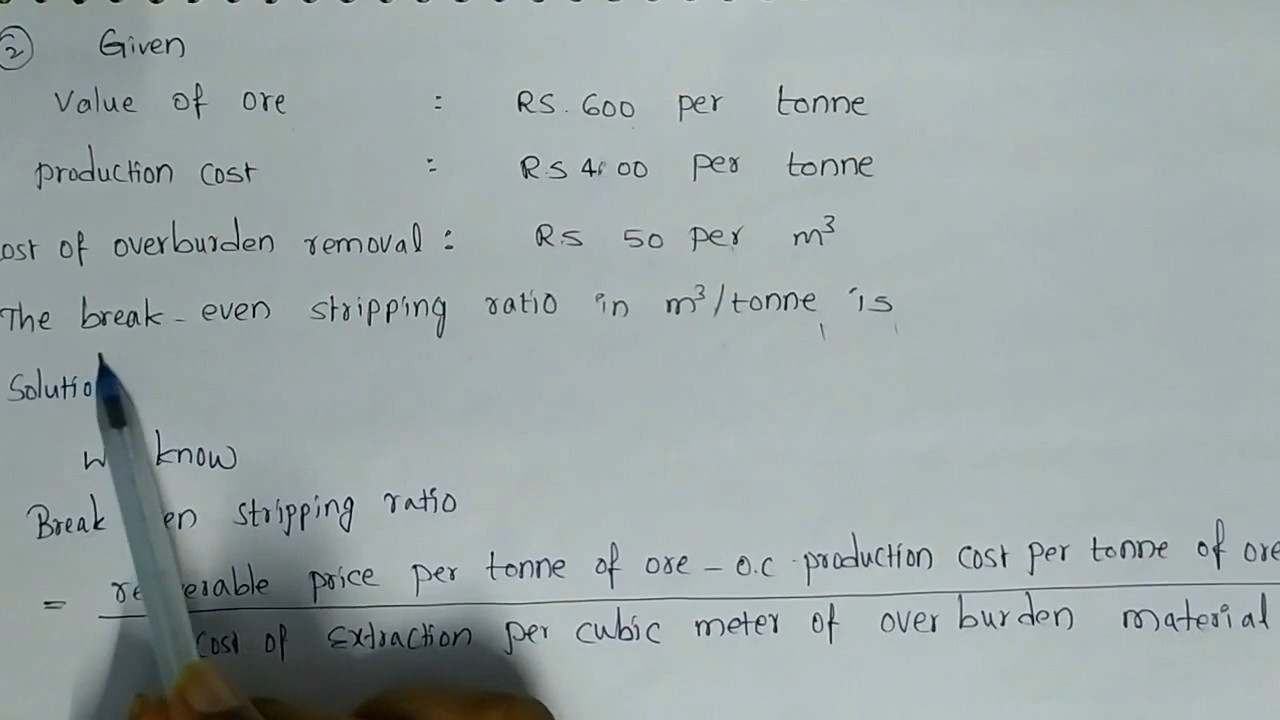 2 Given
Value of ore : RS. 600 per tonne
production cost : RS 400 per tonne
ost of overburden removal : RS 50 per m³
The break-even stripping ratio in m³/tonne is
Solutio
W know
Break en stripping ratio
= re erable price per tonne of ore - o.c production cost per tonne of ore
cost of Extraction per cubic meter of over burden material